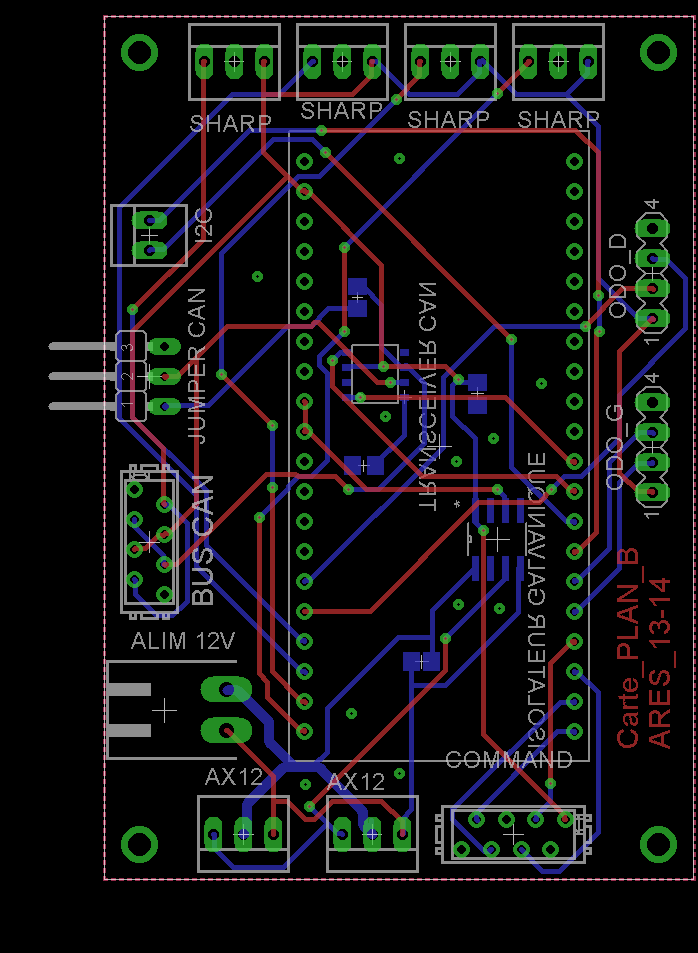 SHARP
SHARP
SHARP
SHARP
I2C
ODO_D
4
1
JUMPER CAN
3
2
1
TRANSCEIVER CAN
ODO_G
4
1
BUS CAN
*
ISOLATEUR GALVANIQUE
Carte_PLAN_B
ARES_13-14
ALIM 12V
COMMAND
AX12
AX12